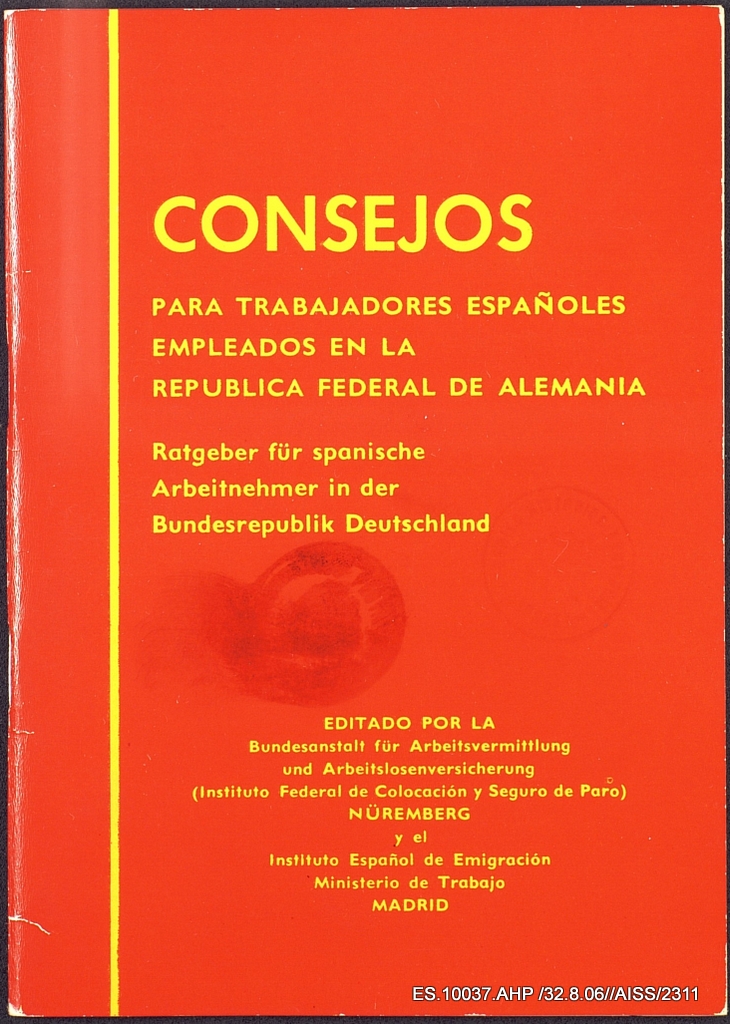 CONSEJOS
PARA TRABAJADORES ESPAÑOLES
EMPLEADOS EN LA
REPUBLICA FEDERAL DE ALEMANIA
Ratgeber für spanische
Arbeitnehmer in der
Bundesrepublik Deutschland
EDITADO POR LA
Bundesanstalt für Arbeitsvermittlung
und Arbeitslosenversicherung
(Instituto Federal de Colocación y Seguro de Paro)
NÜREMBERG
y el
Instituto Español de Emigración
Ministerio de Trabajo
MADRID
ES.10037.AHP /32.8.06//AISS/2311